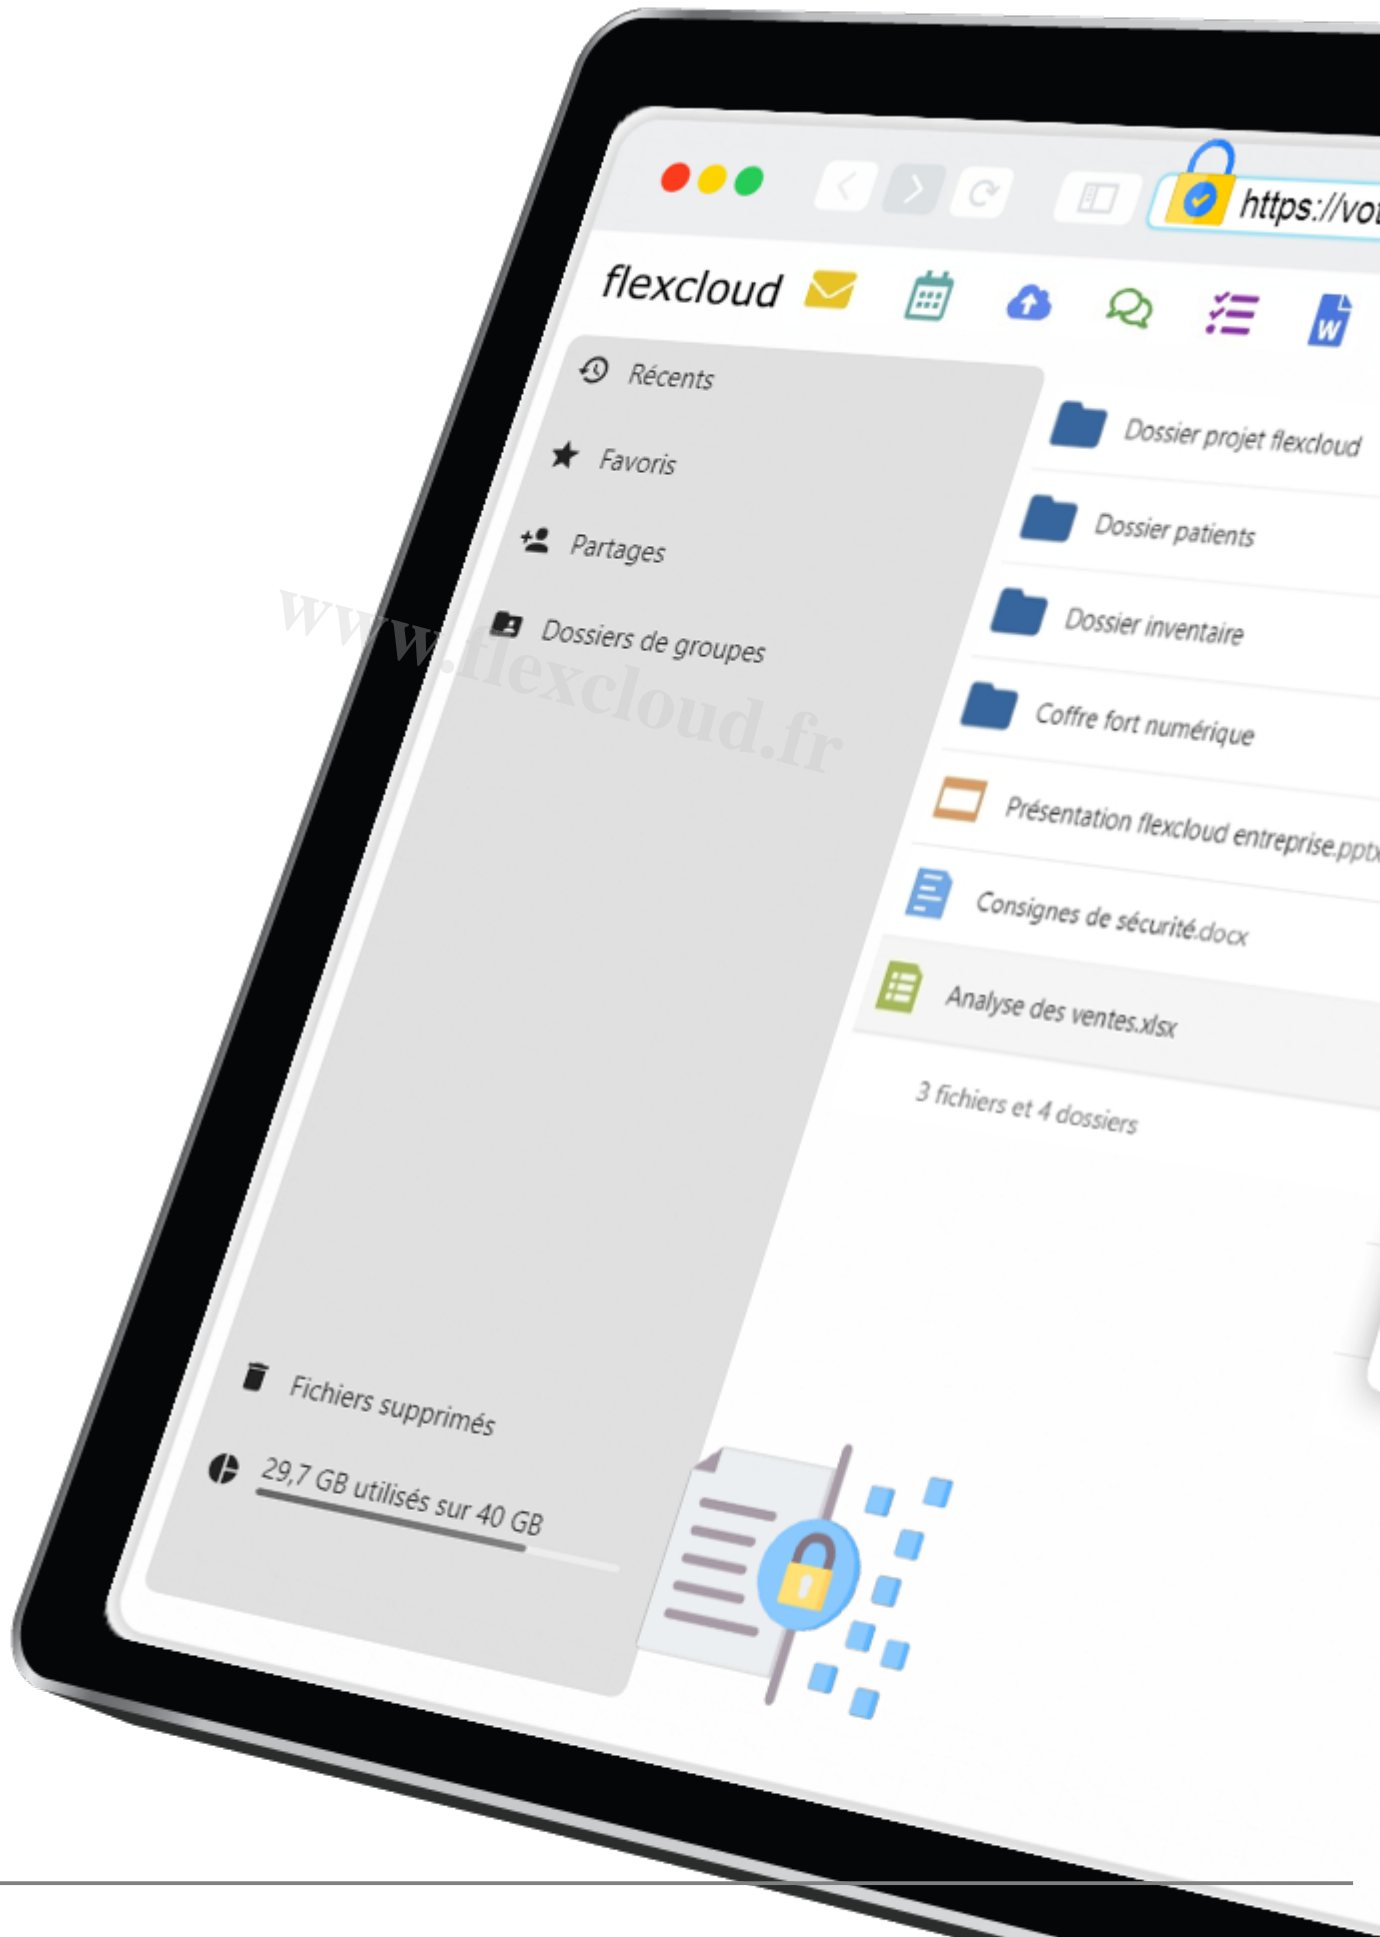 https://vot
flexcloud
W
Récents
Favoris
Partages
Dossiers de groupes
www.flexcloud.fr
Dossier projet flexcloud
Dossier patients
Dossier inventaire
Coffre fort numérique
Présentation flexcloud entreprise.pptx
Consignes de sécurité.docx
Analyse des ventes.xlsx
3 fichiers et 4 dossiers
Fichiers supprimés
29,7 GB utilisés sur 40 GB